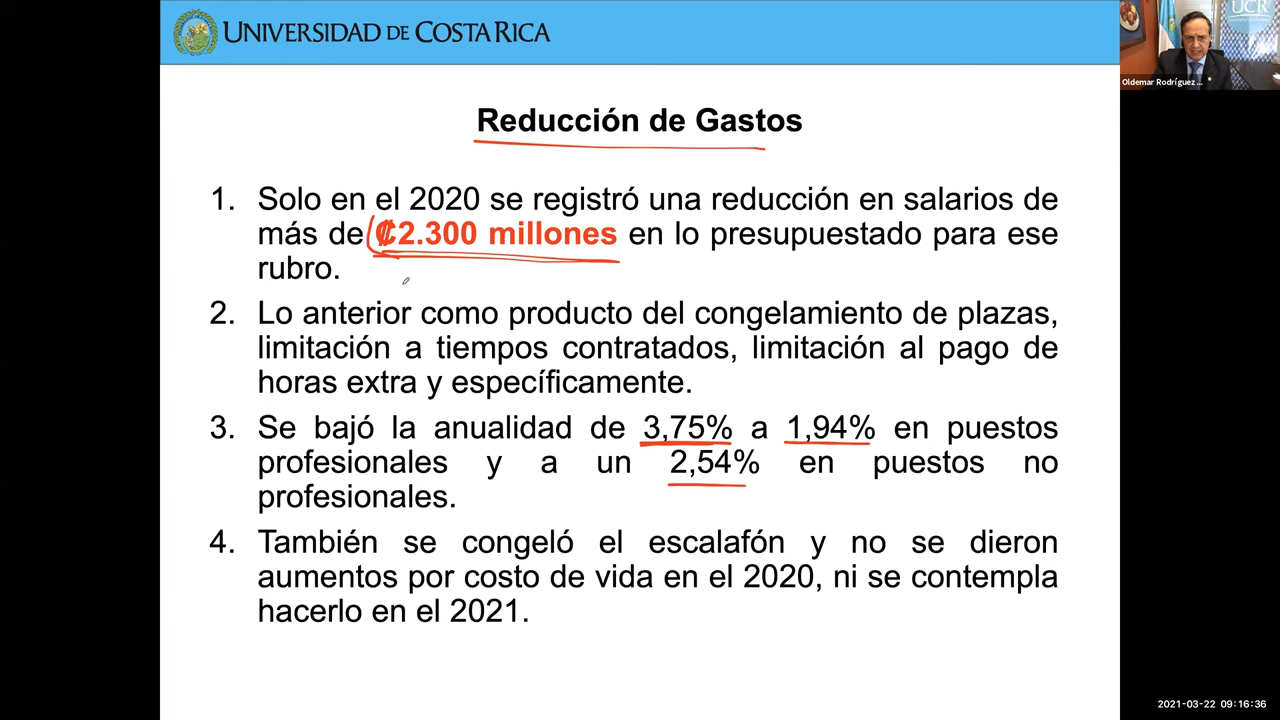 UNIVERSIDAD DE COSTA RICA
UCR
Oldemar Rodríguez ...
Reducción de Gastos
1. Solo en el 2020 se registró una reducción en salarios de
más de ₡2.300 millones en lo presupuestado para ese
rubro.
2. Lo anterior como producto del congelamiento de plazas,
limitación a tiempos contratados, limitación al pago de
horas extra y específicamente.
3. Se bajó la anualidad de 3,75% a 1,94% en puestos
profesionales y a un 2,54% en puestos no
profesionales.
4. También se congeló el escalafón y no se dieron
aumentos por costo de vida en el 2020, ni se contempla
hacerlo en el 2021.
2021-03-22 09:16:36